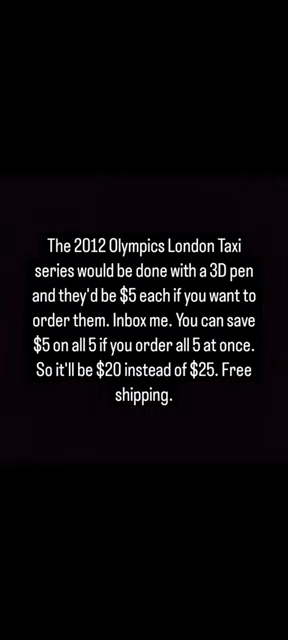 The 2012 Olympics London Taxi
series would be done with a 3D pen
and they'd be $5 each if you want to
order them. Inbox me. You can save
$5 on all 5 if you order all 5 at once.
So it'll be $20 instead of $25. Free
shipping.